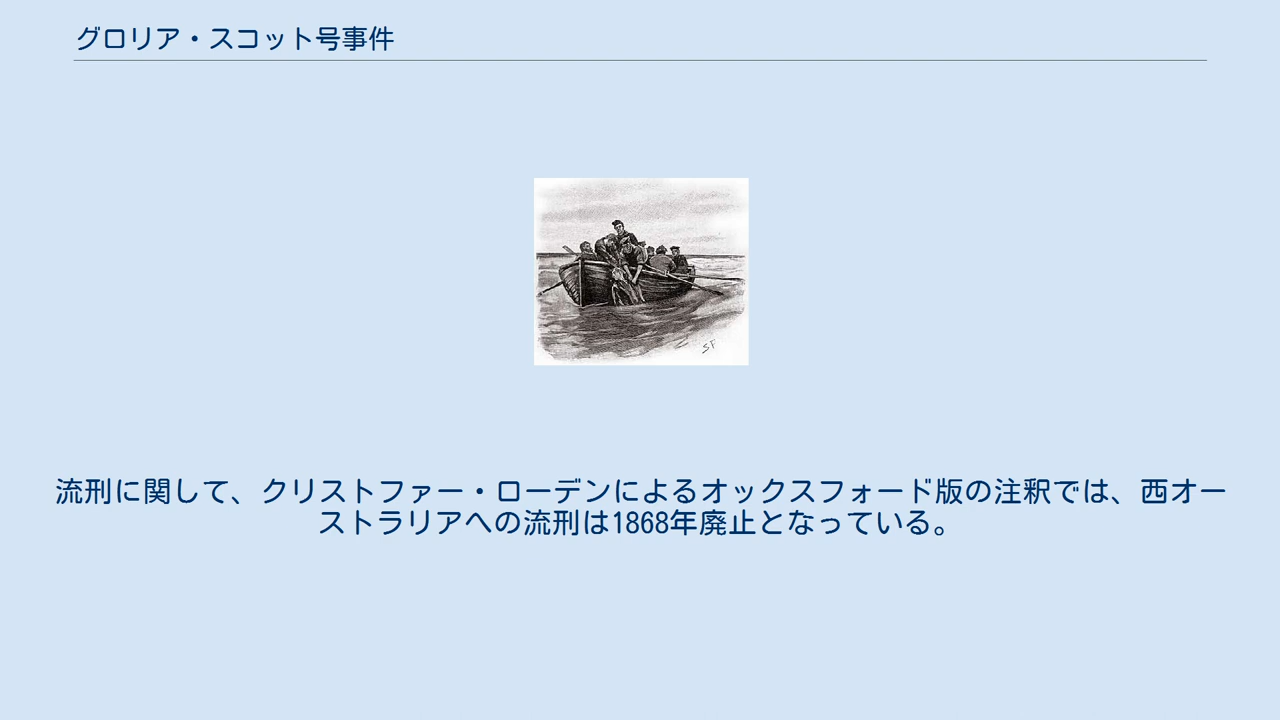 グロリア・スコット号事件
SF
流刑に関して、クリストファー・ローデンによるオックスフォード版の注釈では、西オー
ストラリアへの流刑は1868年廃止となっている。